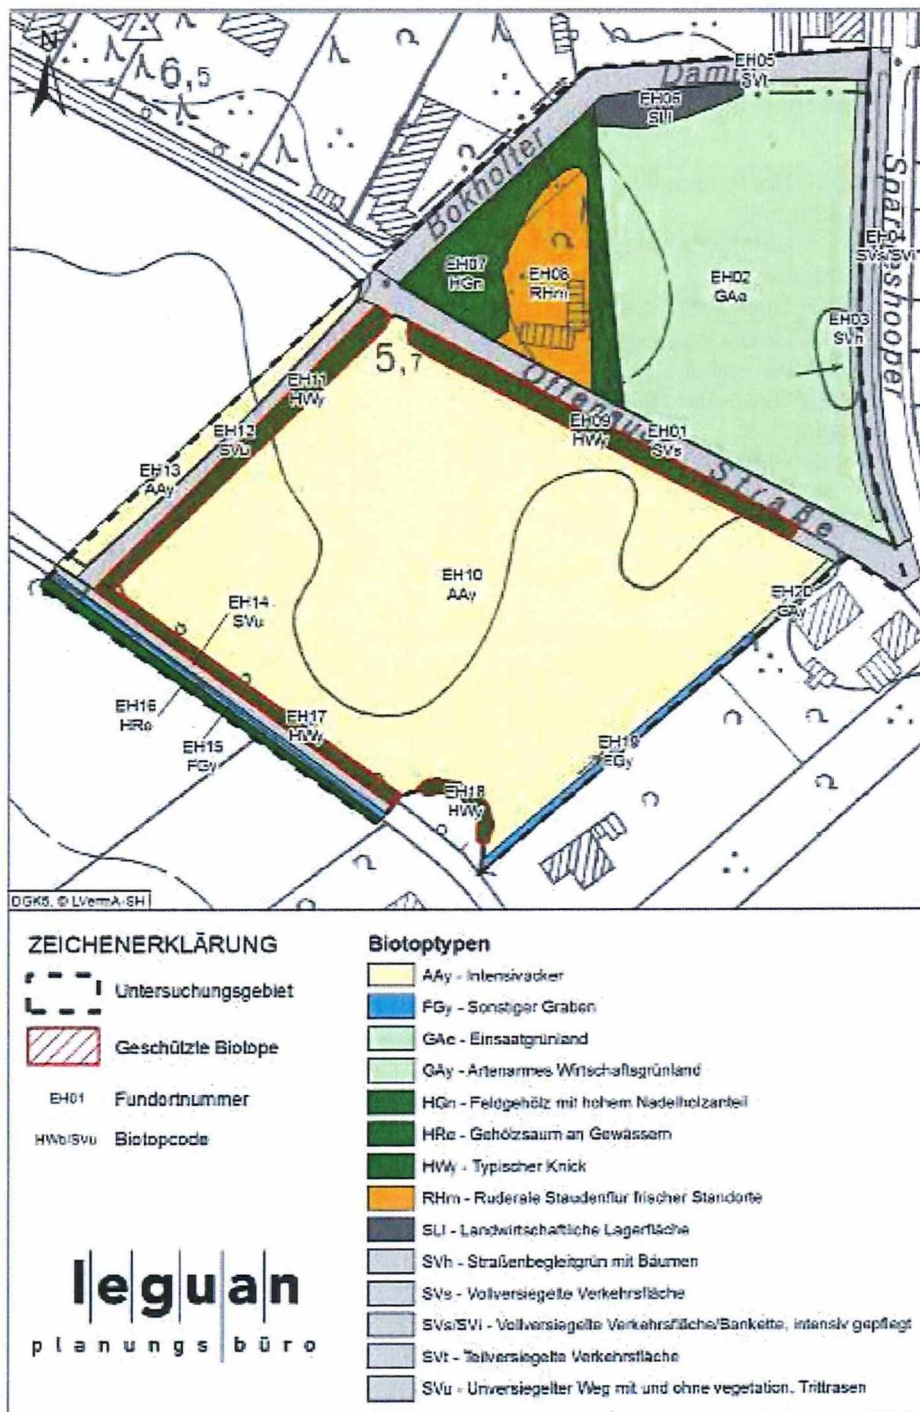 N
6,5
Bokholter
Damm
EH05
SVt
EH06
SLl
Sparrieshooper
EH04
SVs/SVi
EH07
HGn
EH08
RHm
EH02
GAe
EH03
SVh
5,7
EH11
HWy
EH12
SVu
EH13
AAy
EH09
HWy
EH01
SVs
Straße
1
EH10
AAy
EH20
GAy
EH14
SVu
EH16
HRe
EH15
FGy
EH17
HWy
EH18
HWy
EH19
FGy
DGK5, © LVermA-SH
ZEICHENERKLÄRUNG
Untersuchungsgebiet
Geschützte Biotope
EH01 Fundortnummer
HWb/SVu Biotopcode
Biotoptypen
AAy - Intensivacker
FGy - Sonstiger Graben
GAe - Einsaatgrünland
GAy - Artenarmes Wirtschaftsgrünland
HGn - Feldgehölz mit hohem Nadelholzanteil
HRe - Gehölzsaum an Gewässern
HWy - Typischer Knick
RHm - Ruderale Staudenflur frischer Standorte
SLl - Landwirtschaftliche Lagerfläche
SVh - Straßenbegleitgrün mit Bäumen
SVs - Vollversiegelte Verkehrsfläche
SVs/SVi - Vollversiegelte Verkehrsfläche/Bankette, intensiv gepflegt
SVt - Teilversiegelte Verkehrsfläche
SVu - Unversiegelter Weg mit und ohne vegetation, Trittrasen
leguan
planungsbüro